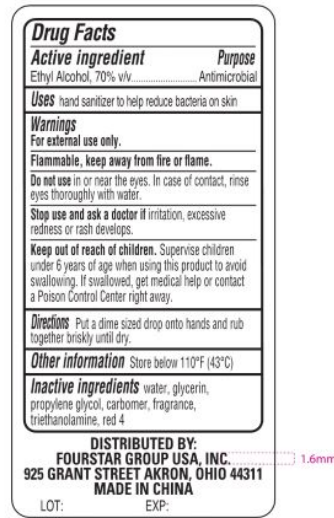 Drug Facts
Active ingredient Purpose
Ethyl Alcohol, 70% v/v........................Antimicrobial
Uses hand sanitizer to help reduce bacteria on skin
Warnings
For external use only.
Flammable, keep away from fire or flame.
Do not use in or near the eyes. In case of contact, rinse
eyes thoroughly with water.
Stop use and ask a doctor if irritation, excessive
redness or rash develops.
Keep out of reach of children. Supervise children
under 6 years of age when using this product to avoid
swallowing. If swallowed, get medical help or contact
a Poison Control Center right away.
Directions Put a dime sized drop onto hands and rub
together briskly until dry.
Other information Store below 110°F (43°C)
Inactive ingredients water, glycerin,
propylene glycol, carbomer, fragrance,
triethanolamine, red 4
DISTRIBUTED BY:
FOURSTAR GROUP USA, INC.
1.6mm
925 GRANT STREET AKRON, OHIO 44311
MADE IN CHINA
LOT: EXP: